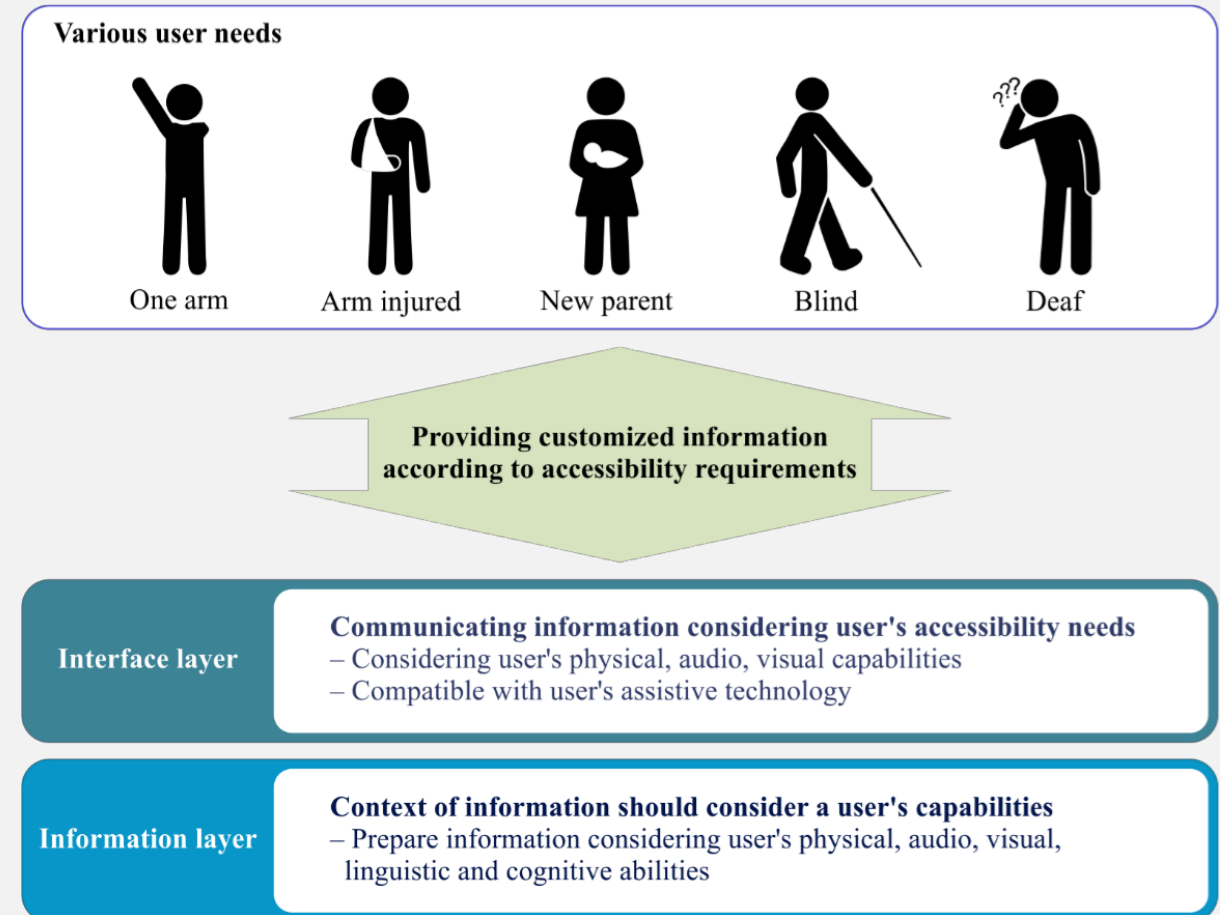 Various user needs
???
One arm
Arm injured
New parent
Blind
Deaf
Providing customized information
according to accessibility requirements
Interface layer
Communicating information considering user's accessibility needs
– Considering user's physical, audio, visual capabilities
– Compatible with user's assistive technology
Information layer
Context of information should consider a user's capabilities
– Prepare information considering user's physical, audio, visual,
linguistic and cognitive abilities